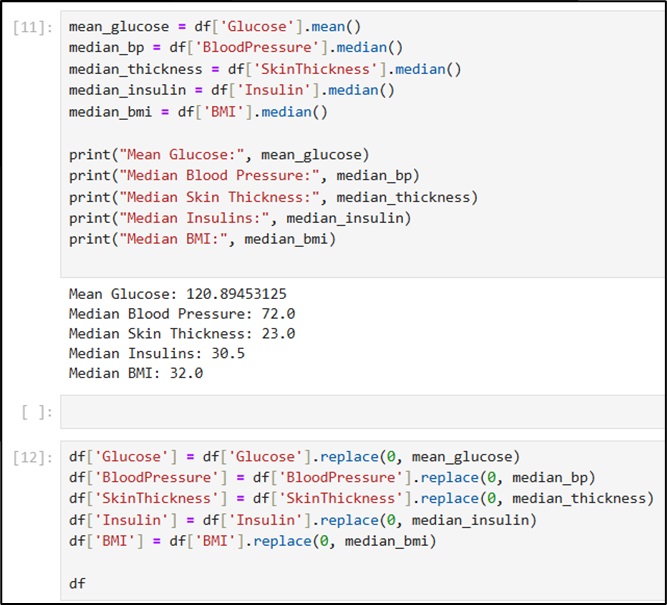 [11]: mean_glucose = df['Glucose'].mean()
median_bp = df['BloodPressure'].median()
median_thickness = df['SkinThickness'].median()
median_insulin = df['Insulin'].median()
median_bmi = df['BMI'].median()
print("Mean Glucose:", mean_glucose)
print("Median Blood Pressure:", median_bp)
print("Median Skin Thickness:", median_thickness)
print("Median Insulins:", median_insulin)
print("Median BMI:", median_bmi)
Mean Glucose: 120.89453125
Median Blood Pressure: 72.0
Median Skin Thickness: 23.0
Median Insulins: 30.5
Median BMI: 32.0
[ ]:
[12]: df['Glucose'] = df['Glucose'].replace(0, mean_glucose)
df['BloodPressure'] = df['BloodPressure'].replace(0, median_bp)
df['SkinThickness'] = df['SkinThickness'].replace(0, median_thickness)
df['Insulin'] = df['Insulin'].replace(0, median_insulin)
df['BMI'] = df['BMI'].replace(0, median_bmi)
df